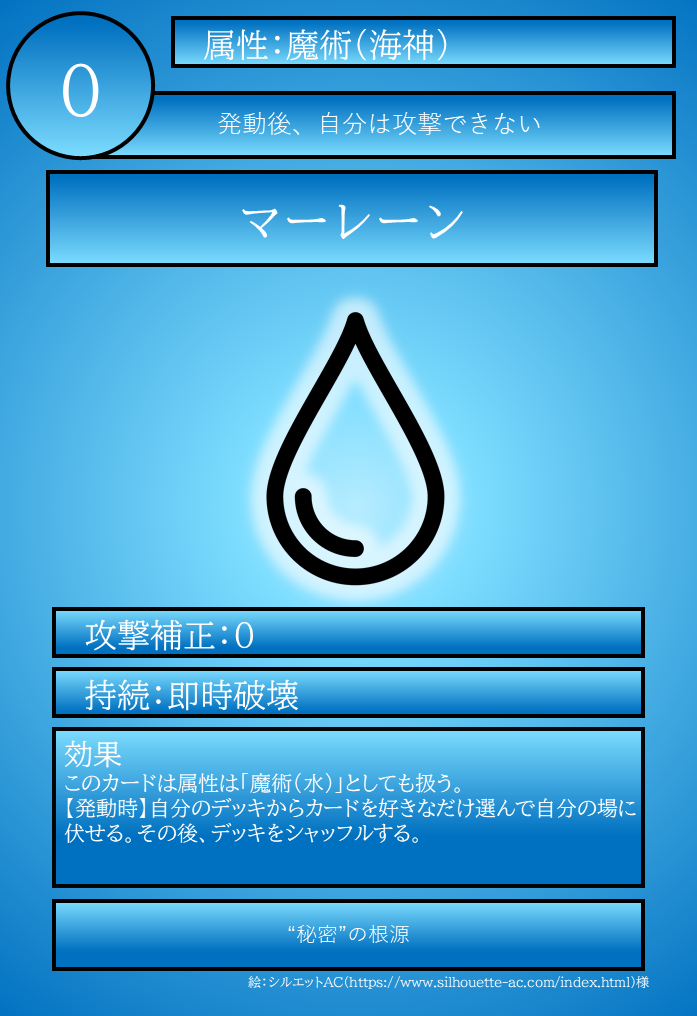 0
属性：魔術（海神）
発動後、自分は攻撃できない
マーレーン
攻撃補正：0
持続：即時破壊
効果
このカードは属性は「魔術（水）」としても扱う。
【発動時】自分のデッキからカードを好きなだけ選んで自分の場に
伏せる。その後、デッキをシャッフルする。
“秘密”の根源
絵：シルエットAC（https://www.silhouette-ac.com/index.html）様